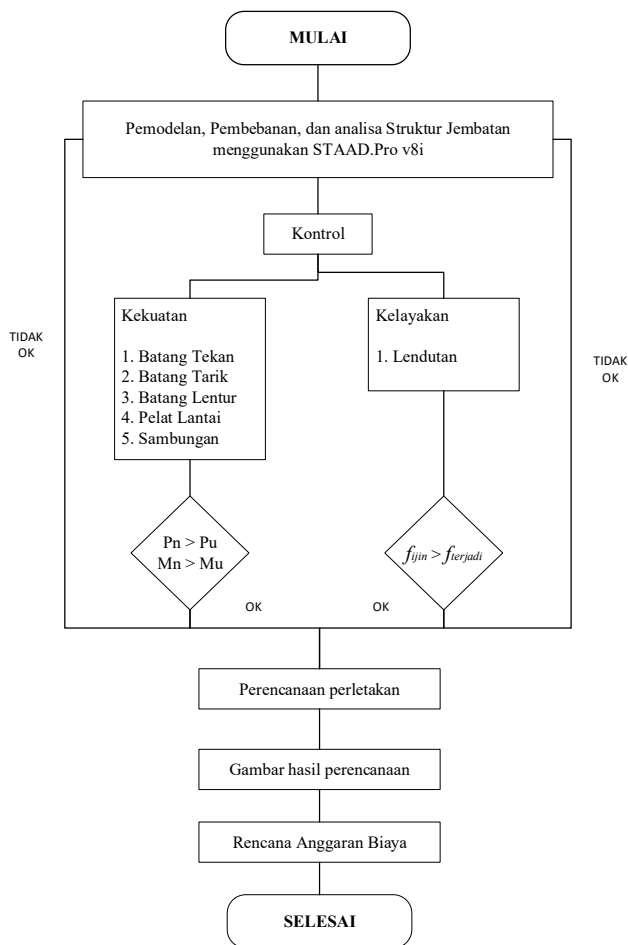 MULAI
Pemodelan, Pembebanan, dan analisa Struktur Jembatan
menggunakan STAAD.Pro v8i
Kontrol
Kekuatan
1. Batang Tekan
2. Batang Tarik
3. Batang Lentur
4. Pelat Lantai
5. Sambungan
Kelayakan
1. Lendutan
TIDAK
OK
TIDAK
OK
Pn > Pu
Mn > Mu
fijin > fterjadi
OK
OK
Perencanaan perletakan
Gambar hasil perencanaan
Rencana Anggaran Biaya
SELESAI